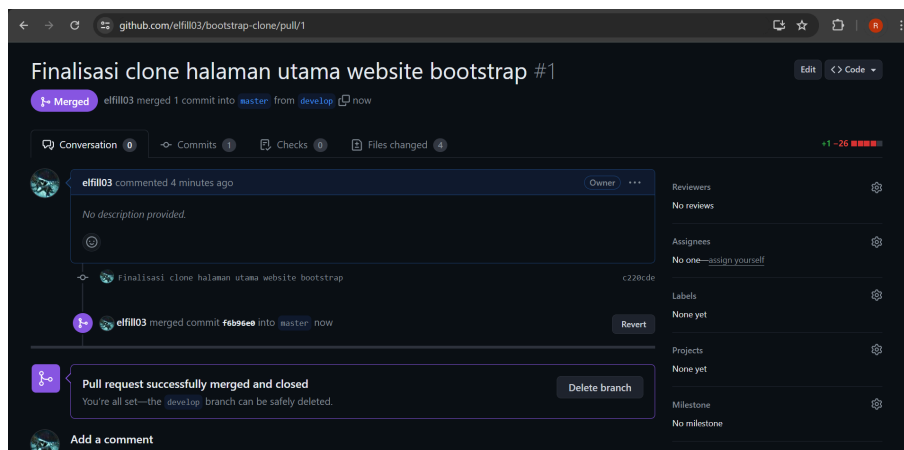 github.com/elfill03/bootstrap-clone/pull/1
R
Finalisasi clone halaman utama website bootstrap #1
Edit
<> Code
Merged
elfill03 merged 1 commit into master from develop now
Conversation 0
Commits 1
Checks 0
Files changed 4
+1 −26
elfill03 commented 4 minutes ago
Owner
No description provided.
Finalisasi clone halaman utama website bootstrap
c220cde
elfill03 merged commit f6b96e0 into master now
Revert
Pull request successfully merged and closed
You're all set—the develop branch can be safely deleted.
Delete branch
Add a comment
Reviewers
No reviews
Assignees
No one—assign yourself
Labels
None yet
Projects
None yet
Milestone
No milestone